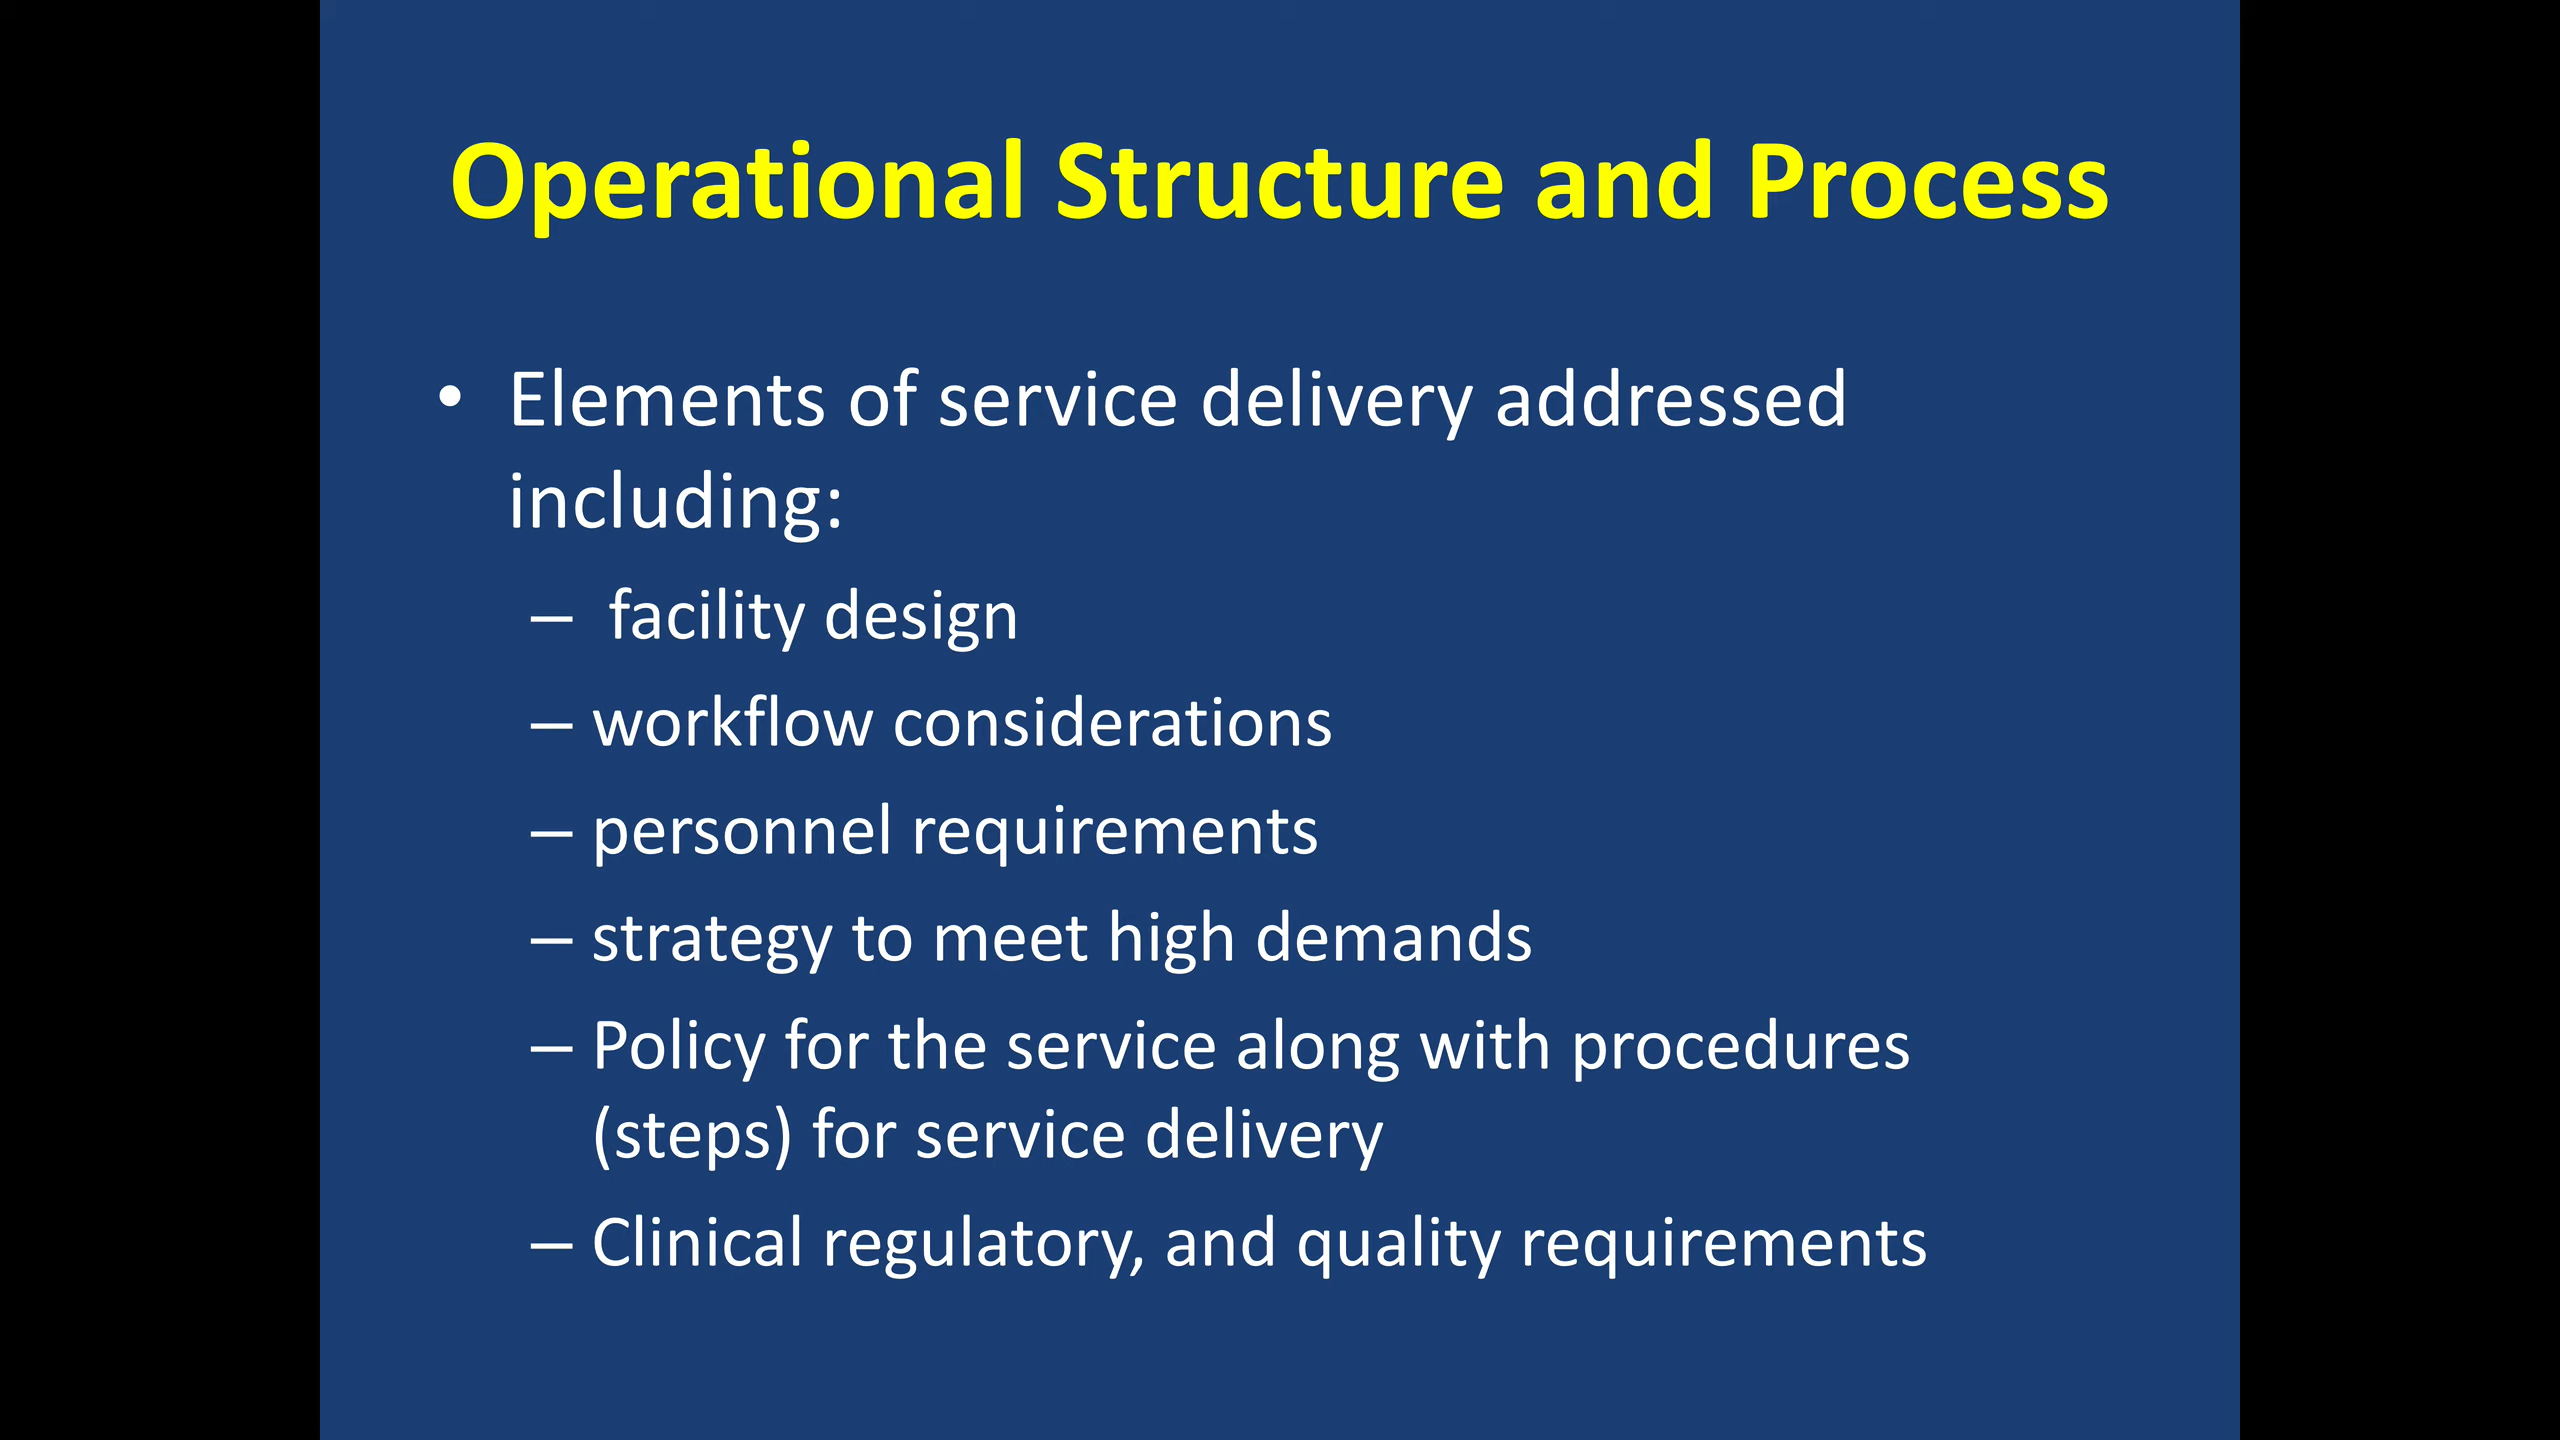 Operational Structure and Process
• Elements of service delivery addressed
including:
– facility design
– workflow considerations
– personnel requirements
– strategy to meet high demands
– Policy for the service along with procedures
(steps) for service delivery
– Clinical regulatory, and quality requirements